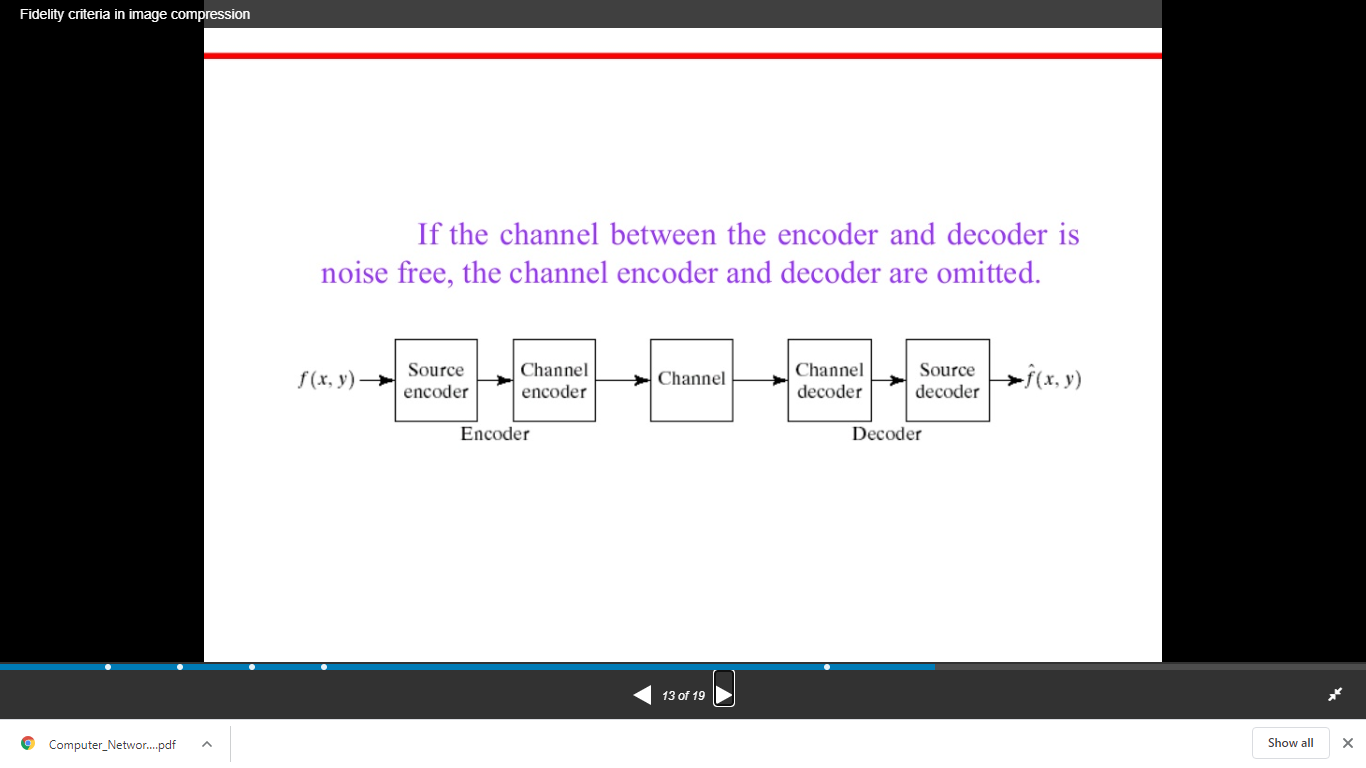 Fidelity criteria in image compression
If the channel between the encoder and decoder is
noise free, the channel encoder and decoder are omitted.
f(x, y)
Source
encoder
Channel
encoder
Channel
Channel
decoder
Source
decoder
f̂(x, y)
Encoder
Decoder
13 of 19
Computer_Networ....pdf
Show all